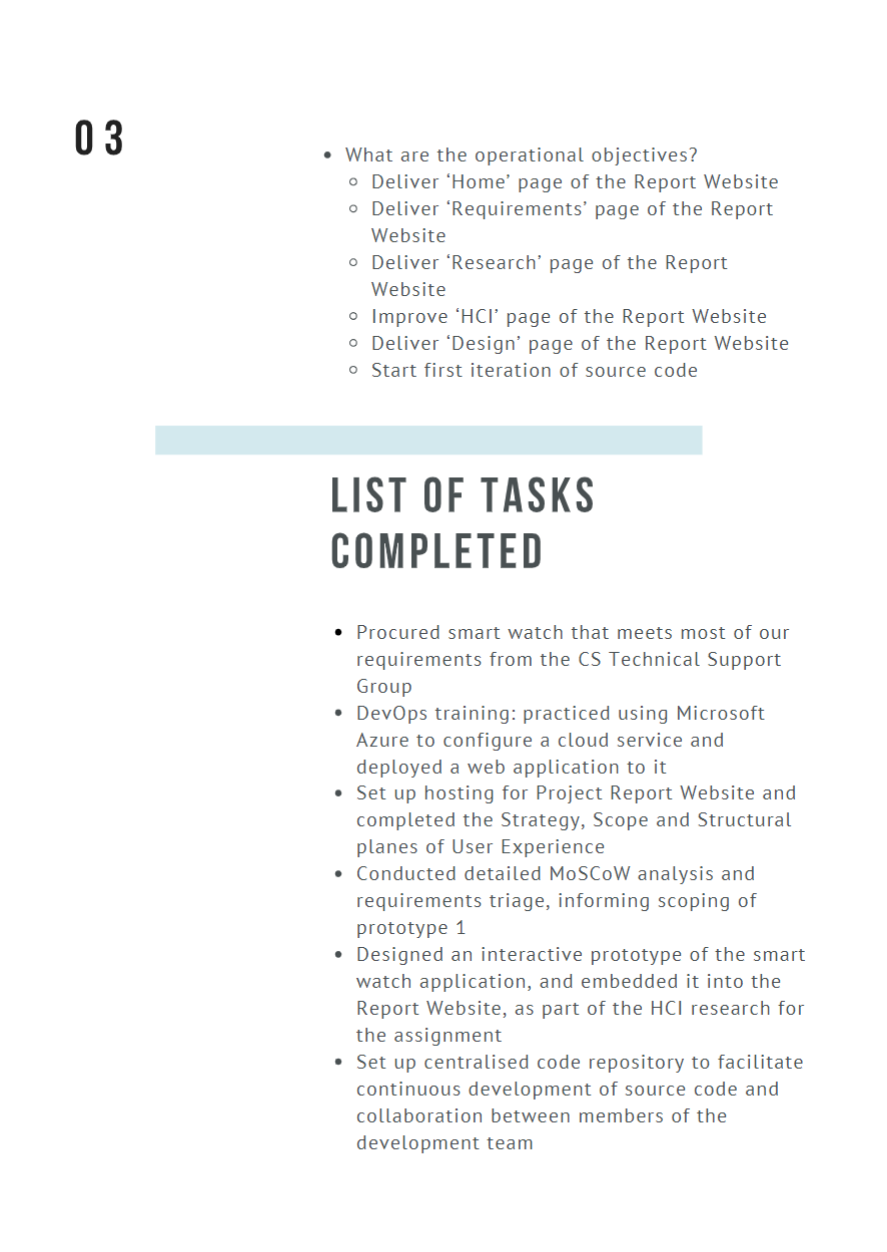 03
• What are the operational objectives?
◦ Deliver ‘Home’ page of the Report Website
◦ Deliver ‘Requirements’ page of the Report
Website
◦ Deliver ‘Research’ page of the Report
Website
◦ Improve ‘HCI’ page of the Report Website
◦ Deliver ‘Design’ page of the Report Website
◦ Start first iteration of source code
LIST OF TASKS
COMPLETED
• Procured smart watch that meets most of our
requirements from the CS Technical Support
Group
• DevOps training: practiced using Microsoft
Azure to configure a cloud service and
deployed a web application to it
• Set up hosting for Project Report Website and
completed the Strategy, Scope and Structural
planes of User Experience
• Conducted detailed MoSCoW analysis and
requirements triage, informing scoping of
prototype 1
• Designed an interactive prototype of the smart
watch application, and embedded it into the
Report Website, as part of the HCI research for
the assignment
• Set up centralised code repository to facilitate
continuous development of source code and
collaboration between members of the
development team